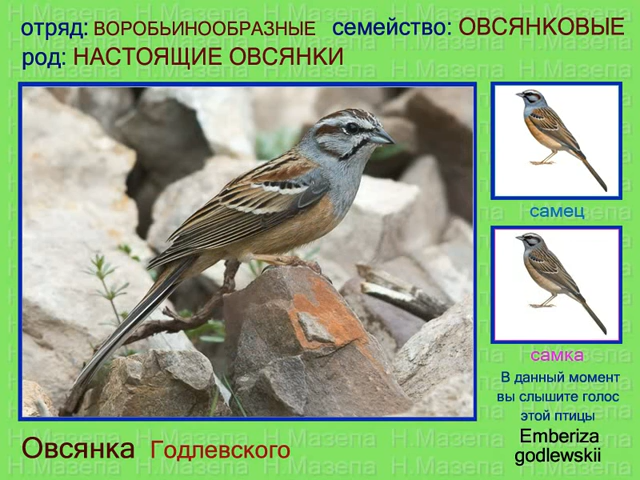 отряд: ВОРОБЬИНООБРАЗНЫЕ семейство: ОВСЯНКОВЫЕ
род: НАСТОЯЩИЕ ОВСЯНКИ
самец
самка
В данный момент
вы слышите голос
этой птицы
Emberiza
godlewskii
Овсянка Годлевского
Н.Мазепа